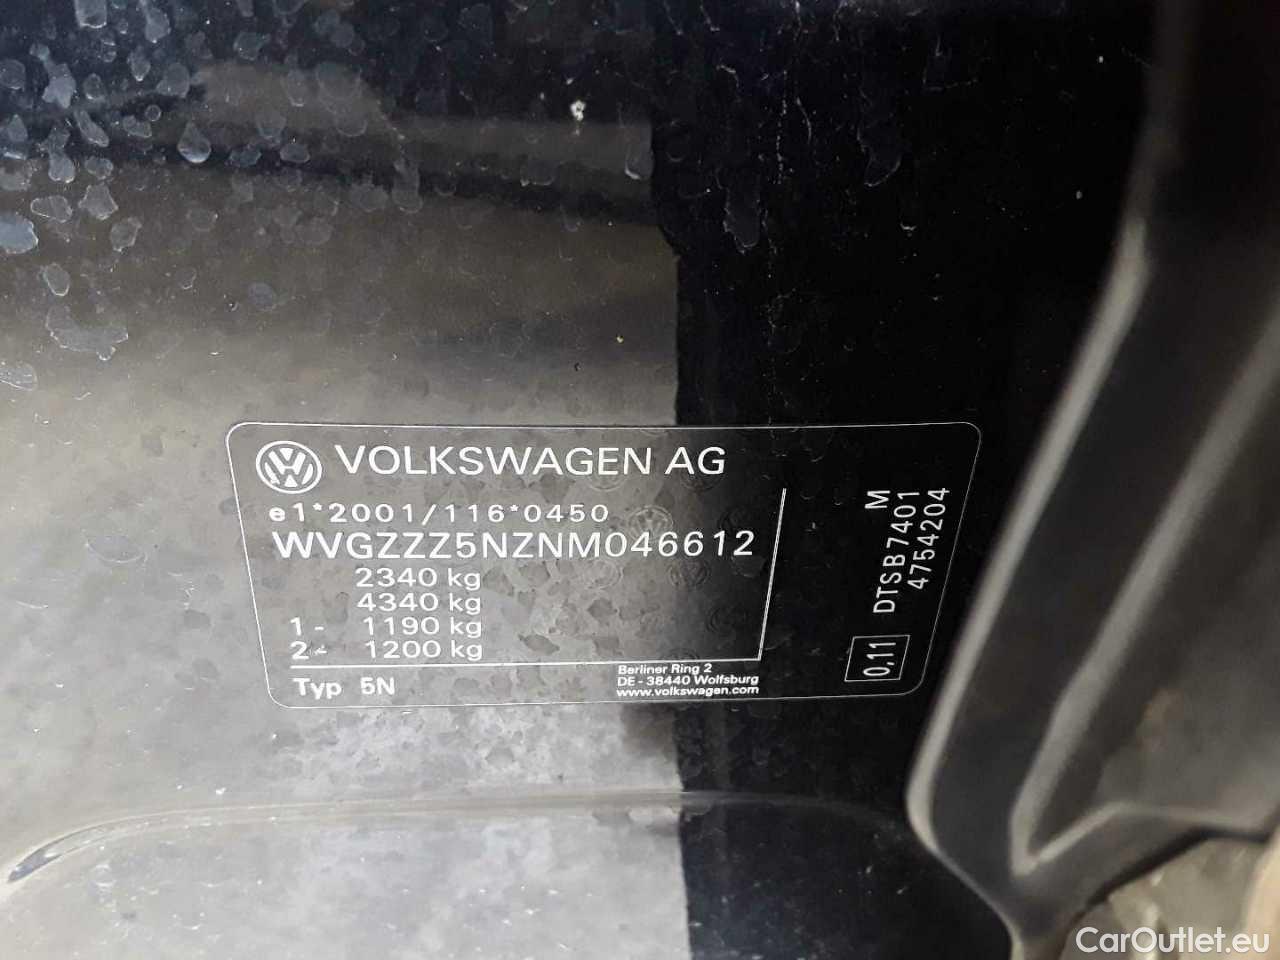 VOLKSWAGEN AG
e1*2001/116*0450
WVGZZZ5NZNM046612
2340 kg
4340 kg
1- 1190 kg
2- 1200 kg
Typ 5N
Berliner Ring 2
DE - 38440 Wolfsburg
www.volkswagen.com
M
DTSB7401
4754204
0,11
CarOutlet.eu